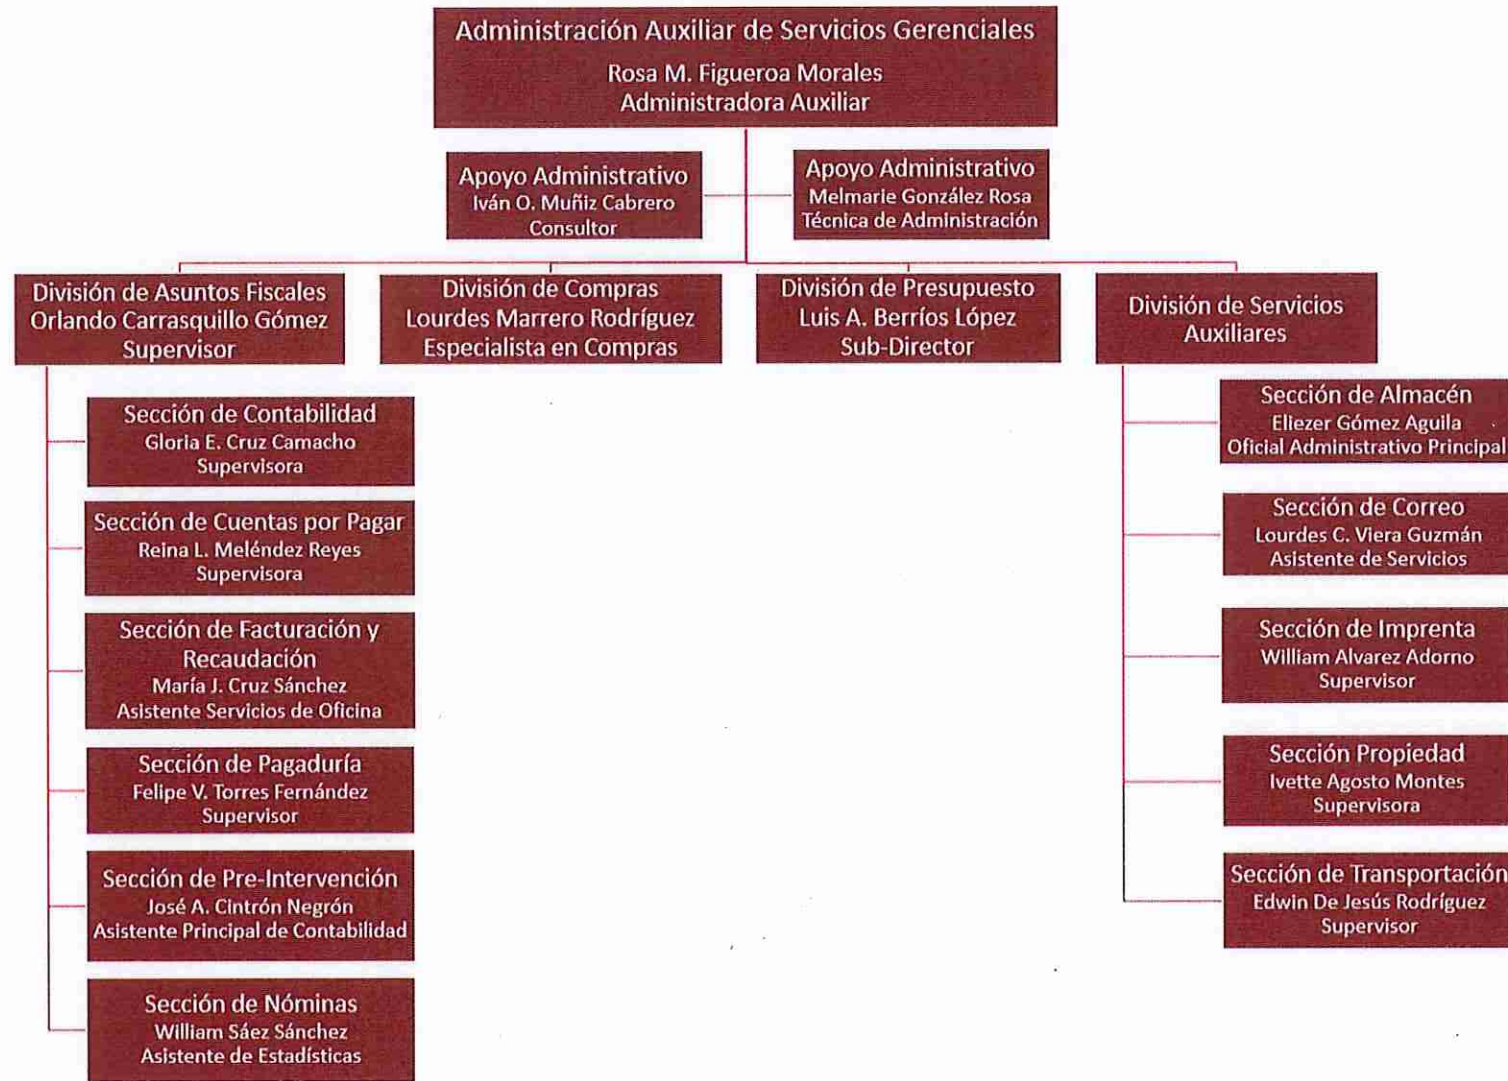 Administración Auxiliar de Servicios Gerenciales
Rosa M. Figueroa Morales
Administradora Auxiliar
Apoyo Administrativo
Iván O. Muñiz Cabrero
Consultor
Apoyo Administrativo
Melmarie González Rosa
Técnica de Administración
División de Asuntos Fiscales
Orlando Carrasquillo Gómez
Supervisor
División de Compras
Lourdes Marrero Rodríguez
Especialista en Compras
División de Presupuesto
Luis A. Berríos López
Sub-Director
División de Servicios
Auxiliares
Sección de Contabilidad
Gloria E. Cruz Camacho
Supervisora
Sección de Cuentas por Pagar
Reina L. Meléndez Reyes
Supervisora
Sección de Facturación y
Recaudación
María J. Cruz Sánchez
Asistente Servicios de Oficina
Sección de Pagaduría
Felipe V. Torres Fernández
Supervisor
Sección de Pre-Intervención
José A. Cintrón Negrón
Asistente Principal de Contabilidad
Sección de Nóminas
William Sáez Sánchez
Asistente de Estadísticas
Sección de Almacén
Eliezer Gómez Aguila
Oficial Administrativo Principal
Sección de Correo
Lourdes C. Viera Guzmán
Asistente de Servicios
Sección de Imprenta
William Alvarez Adorno
Supervisor
Sección Propiedad
Ivette Agosto Montes
Supervisora
Sección de Transportación
Edwin De Jesús Rodríguez
Supervisor